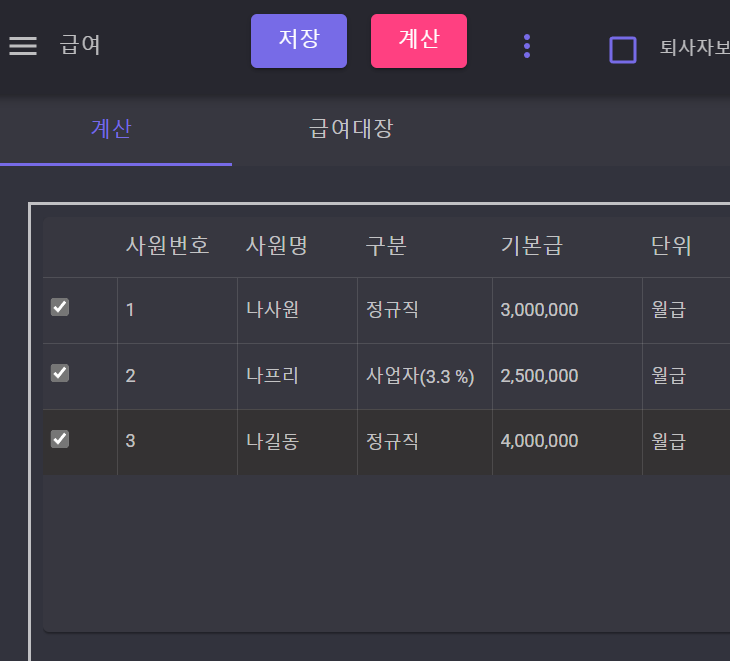 급여 저장 계산 퇴사자보
계산 급여대장
사원번호 사원명 구분 기본급 단위
1 나사원 정규직 3,000,000 월급
2 나프리 사업자(3.3 %) 2,500,000 월급
3 나길동 정규직 4,000,000 월급